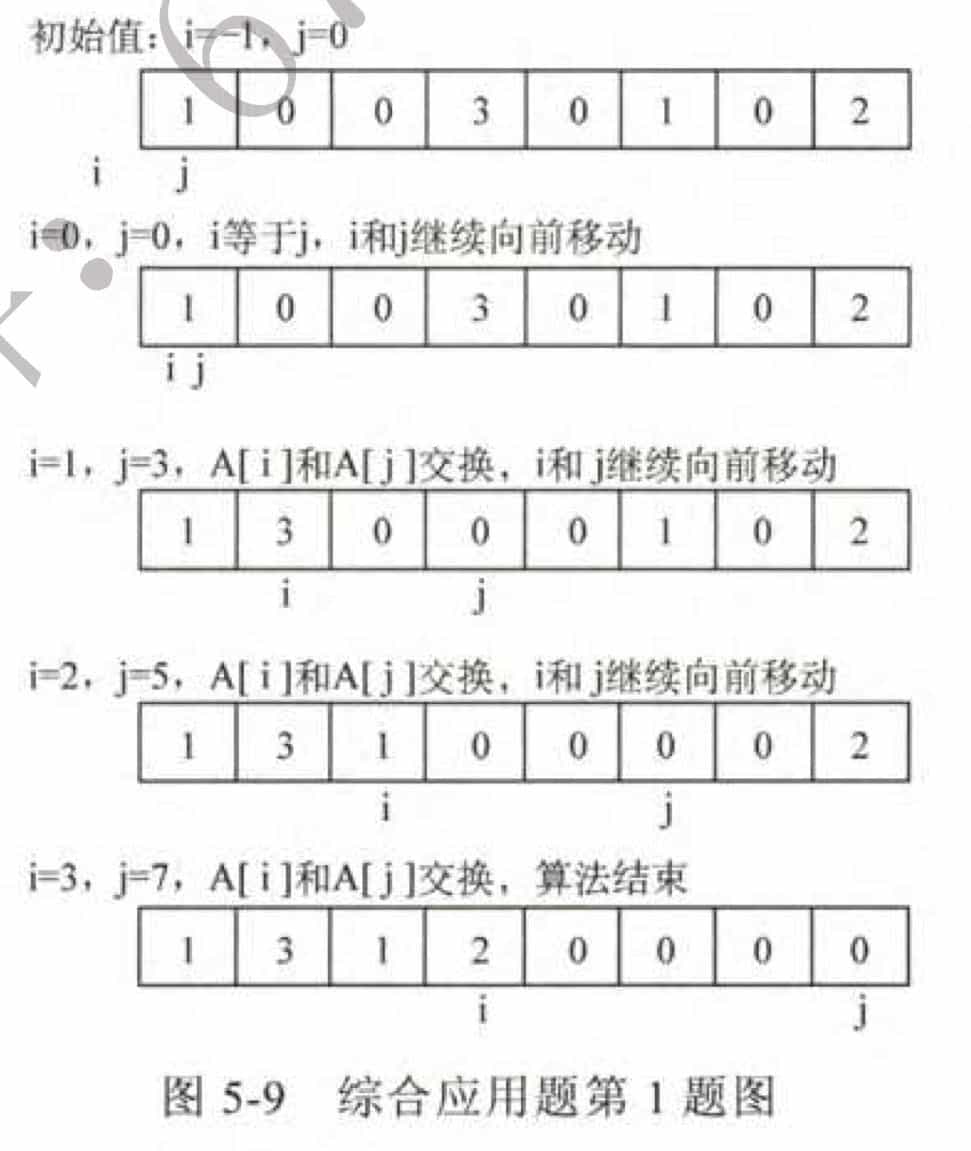 初始值：i=-1，j=0
1 0 0 3 0 1 0 2
i j
i=0，j=0，i等于j，i和j继续向前移动
1 0 0 3 0 1 0 2
i j
i=1，j=3，A[ i ]和A[ j ]交换，i和 j继续向前移动
1 3 0 0 0 1 0 2
i j
i=2，j=5，A[ i ]和A[ j ]交换，i和 j继续向前移动
1 3 1 0 0 0 0 2
i j
i=3，j=7，A[ i ]和A[ j ]交换，算法结束
1 3 1 2 0 0 0 0
i j
图 5-9 综合应用题第 1 题图